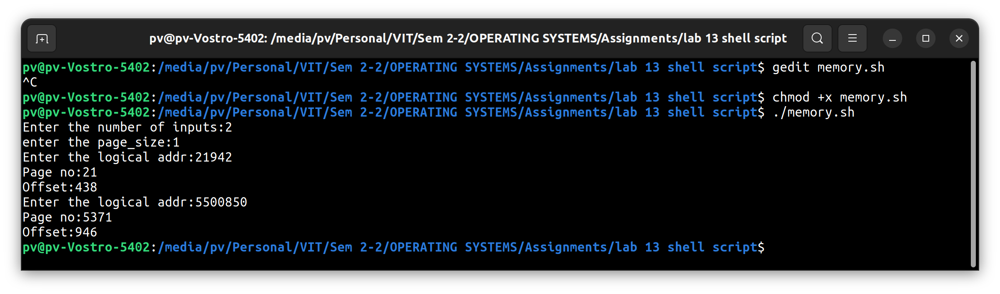 pv@pv-Vostro-5402: /media/pv/Personal/VIT/Sem 2-2/OPERATING SYSTEMS/Assignments/lab 13 shell script
pv@pv-Vostro-5402:/media/pv/Personal/VIT/Sem 2-2/OPERATING SYSTEMS/Assignments/lab 13 shell script$ gedit memory.sh
^C
pv@pv-Vostro-5402:/media/pv/Personal/VIT/Sem 2-2/OPERATING SYSTEMS/Assignments/lab 13 shell script$ chmod +x memory.sh
pv@pv-Vostro-5402:/media/pv/Personal/VIT/Sem 2-2/OPERATING SYSTEMS/Assignments/lab 13 shell script$ ./memory.sh
Enter the number of inputs:2
enter the page_size:1
Enter the logical addr:21942
Page no:21
Offset:438
Enter the logical addr:5500850
Page no:5371
Offset:946
pv@pv-Vostro-5402:/media/pv/Personal/VIT/Sem 2-2/OPERATING SYSTEMS/Assignments/lab 13 shell script$